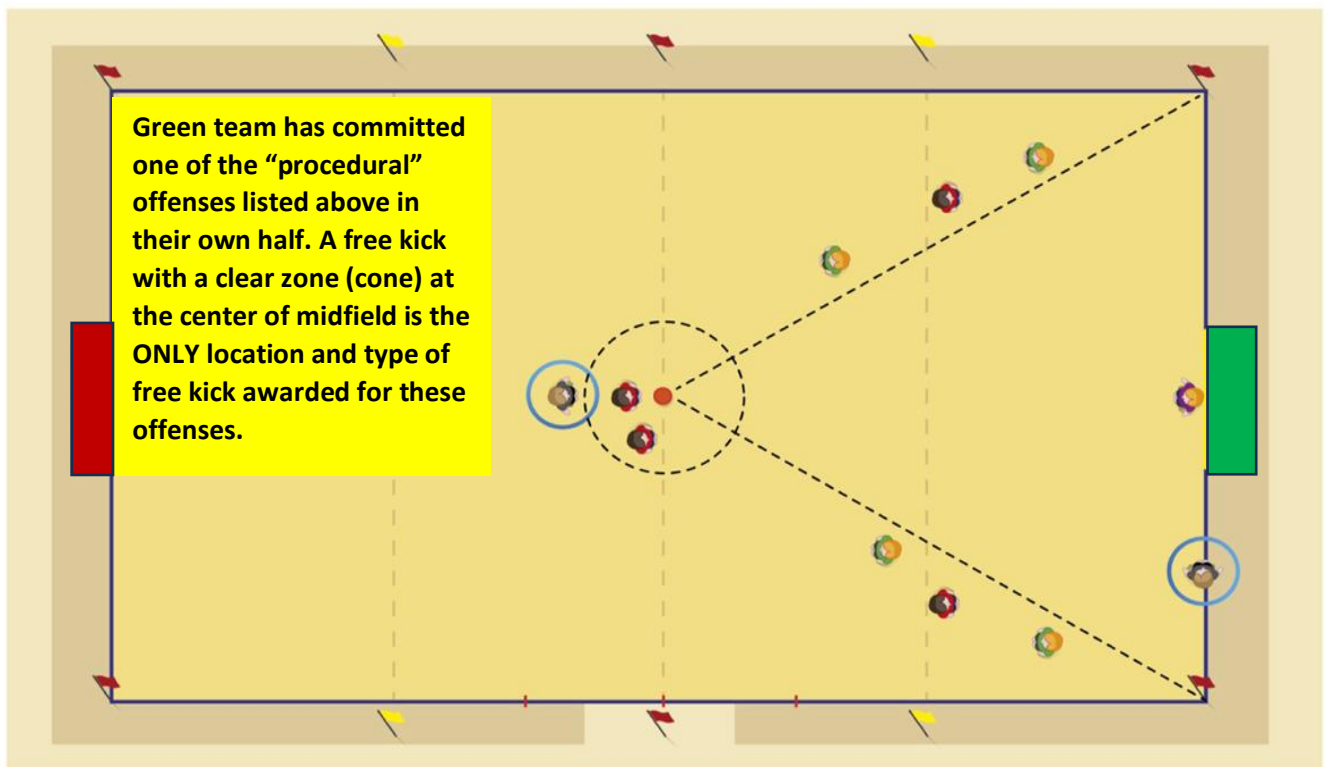 Green team has committed
one of the “procedural”
offenses listed above in
their own half. A free kick
with a clear zone (cone) at
the center of midfield is the
ONLY location and type of
free kick awarded for these
offenses.